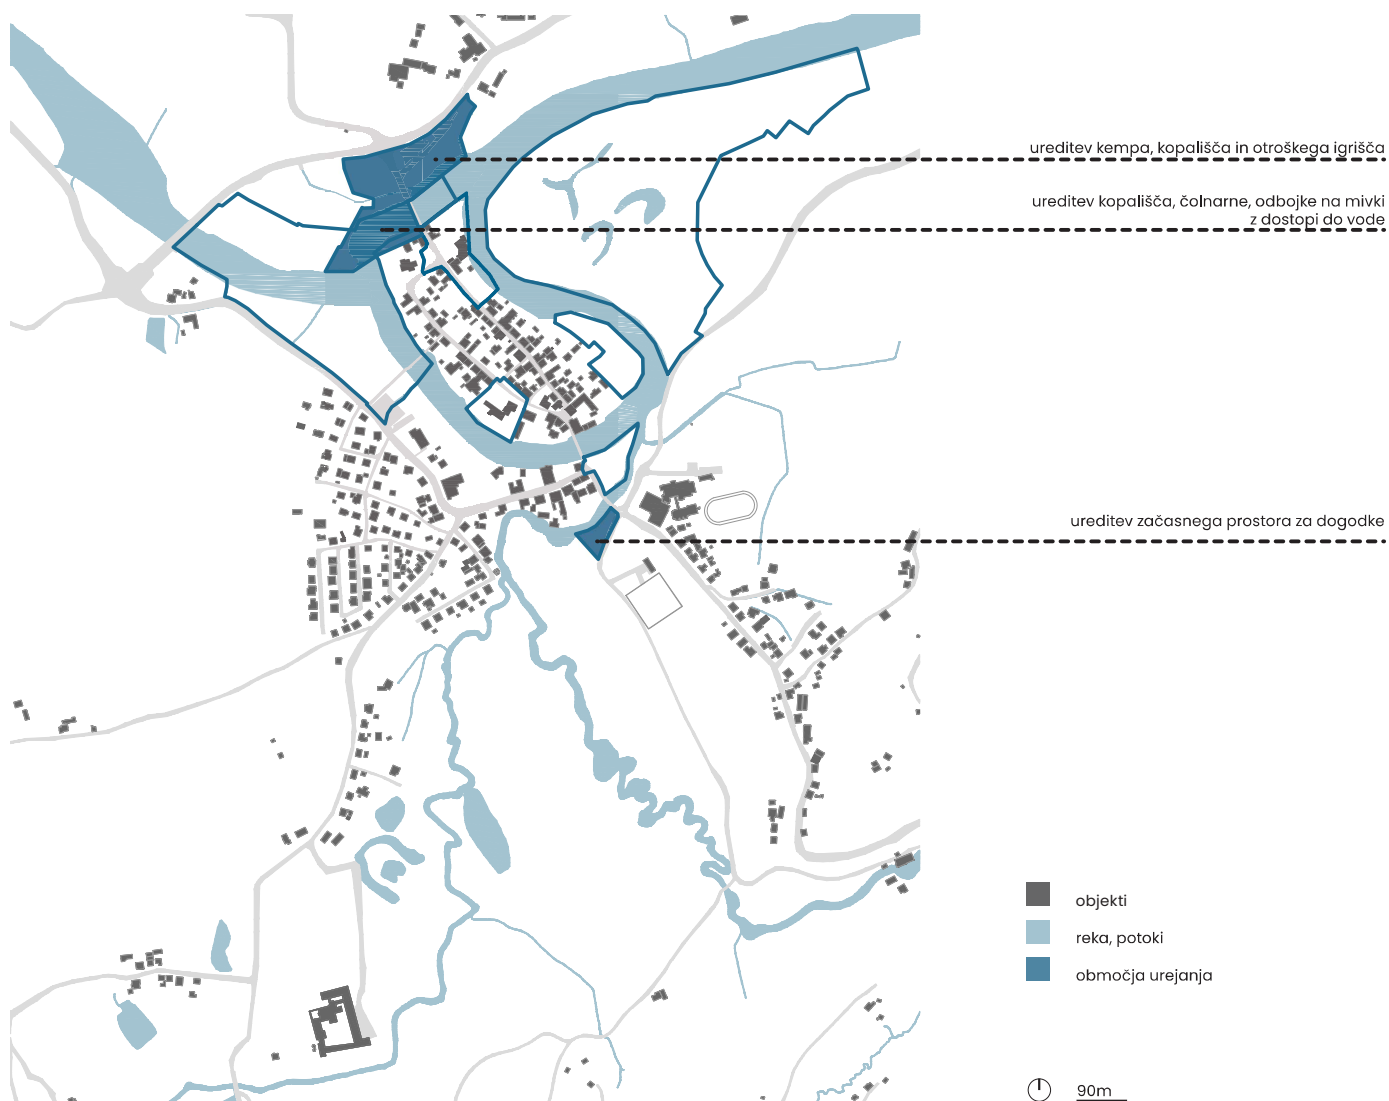 ureditev kempa, kopališča in otroškega igrišča
ureditev kopališča, čolnarne, odbojke na mivki
z dostopi do vode
ureditev začasnega prostora za dogodke
objekti
reka, potoki
območja urejanja
90m